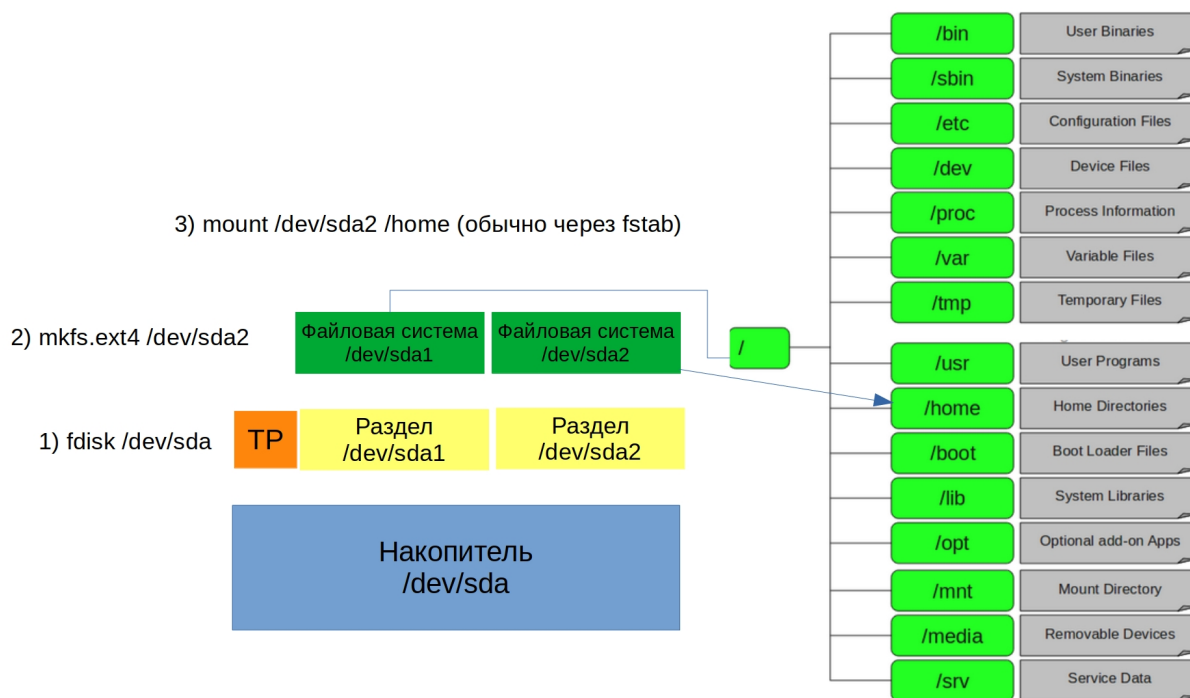 3) mount /dev/sda2 /home (обычно через fstab)
2) mkfs.ext4 /dev/sda2
Файловая система
/dev/sda1
Файловая система
/dev/sda2
1) fdisk /dev/sda
ТР
Раздел
/dev/sda1
Раздел
/dev/sda2
Накопитель
/dev/sda
/
/bin
User Binaries
/sbin
System Binaries
/etc
Configuration Files
/dev
Device Files
/proc
Process Information
/var
Variable Files
/tmp
Temporary Files
/usr
User Programs
/home
Home Directories
/boot
Boot Loader Files
/lib
System Libraries
/opt
Optional add-on Apps
/mnt
Mount Directory
/media
Removable Devices
/srv
Service Data